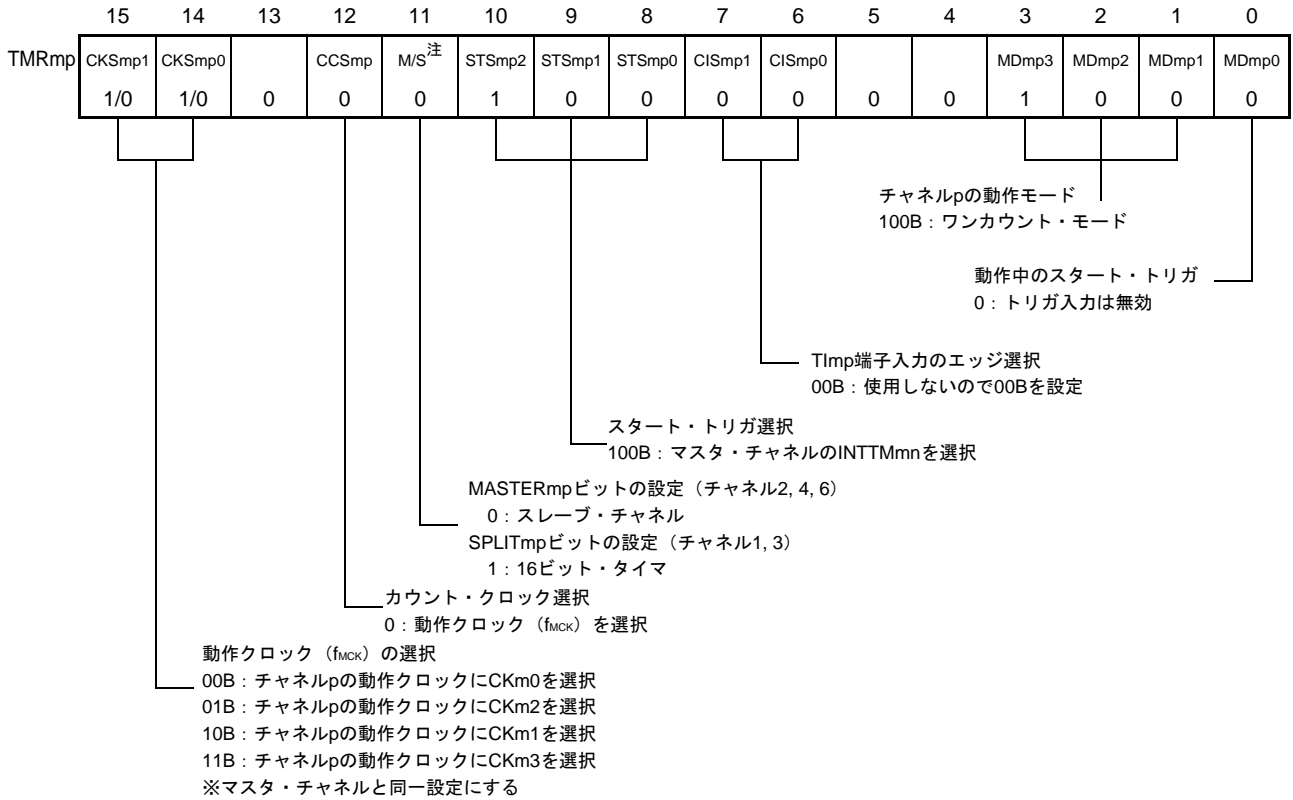 15 14 13 12 11 10 9 8 7 6 5 4 3 2 1 0
TMRmp CKSmp1 CKSmp0 CCSmp M/S注 STSmp2 STSmp1 STSmp0 CISmp1 CISmp0 MDmp3 MDmp2 MDmp1 MDmp0
1/0 1/0 0 0 0 1 0 0 0 0 0 0 1 0 0 0
チャネルpの動作モード
100B：ワンカウント・モード
動作中のスタート・トリガ
0：トリガ入力は無効
TImp端子入力のエッジ選択
00B：使用しないので00Bを設定
スタート・トリガ選択
100B：マスタ・チャネルのINTTMmnを選択
MASTERmpビットの設定（チャネル2, 4, 6）
0：スレーブ・チャネル
SPLITmpビットの設定（チャネル1, 3）
1：16ビット・タイマ
カウント・クロック選択
0：動作クロック（fMCK）を選択
動作クロック（fMCK）の選択
00B：チャネルpの動作クロックにCKm0を選択
01B：チャネルpの動作クロックにCKm2を選択
10B：チャネルpの動作クロックにCKm1を選択
11B：チャネルpの動作クロックにCKm3を選択
※マスタ・チャネルと同一設定にする